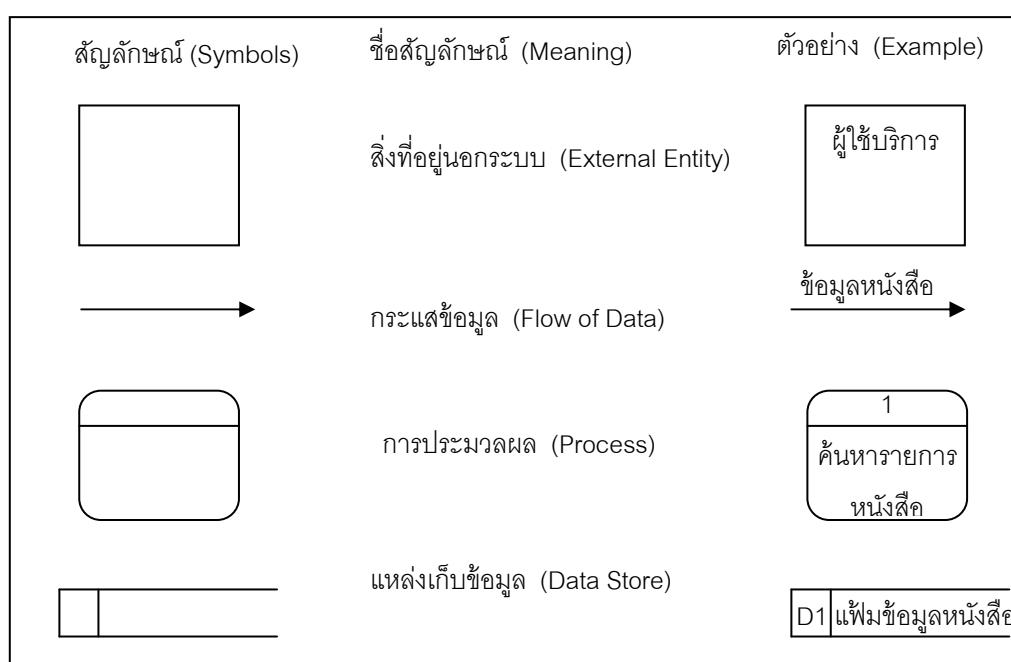 สัญลักษณ์ (Symbols)
ชื่อสัญลักษณ์ (Meaning)
ตัวอย่าง (Example)
สิ่งที่อยู่นอกระบบ (External Entity)
ผู้ใช้บริการ
กระแสข้อมูล (Flow of Data)
ข้อมูลหนังสือ
การประมวลผล (Process)
1
ค้นหารายการ
หนังสือ
แหล่งเก็บข้อมูล (Data Store)
D1 แฟ้มข้อมูลหนังสือ